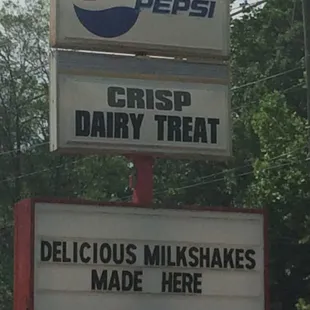 PEPSI
CRISP
DAIRY TREAT
DELICIOUS MILKSHAKES
MADE HERE